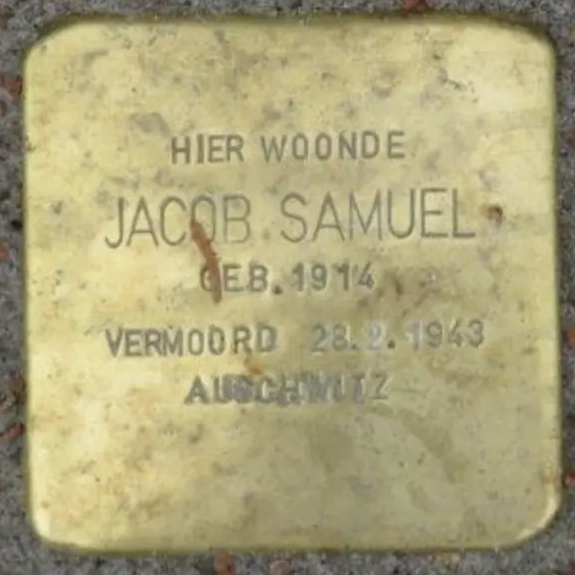 HIER WOONDE
JACOB SAMUEL
GEB. 1914
VERMOORD 28.2.1943
AUSCHWITZ